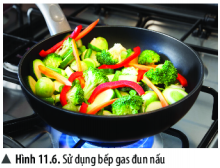 ▲ Hình 11.6. Sử dụng bếp gas đun nấu